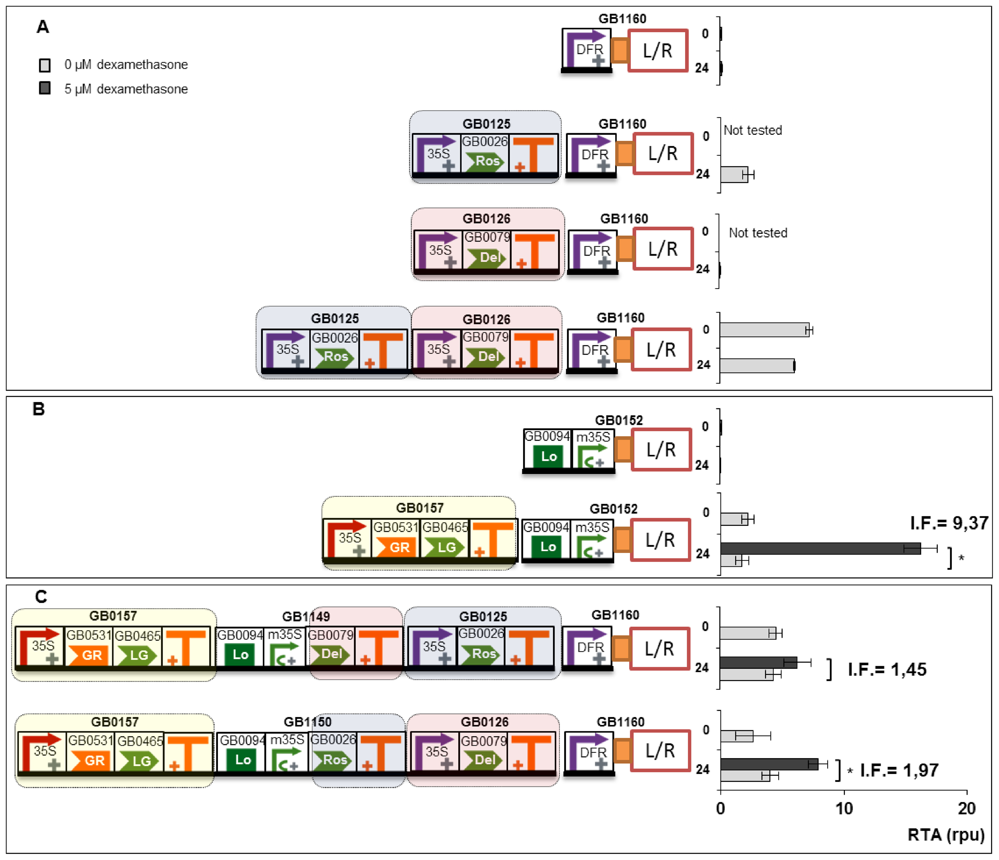 A
0 µM dexamethasone
5 µM dexamethasone
GB1160
DFR
L/R
0
24
GB0125
GB1160
35S
GB0026
Ros
DFR
L/R
0
24
Not tested
GB0126
GB1160
35S
GB0079
Del
DFR
L/R
0
24
Not tested
GB0125
GB0126
GB1160
35S
GB0026
Ros
35S
GB0079
Del
DFR
L/R
0
24
B
GB0152
GB0094
m35S
Lo
L/R
0
24
GB0157
GB0152
35S
GB0531
GB0465
GR
LG
GB0094
m35S
Lo
L/R
0
24
I.F.= 9,37
*
C
GB0157
GB1149
GB0125
GB1160
35S
GB0531
GB0465
GR
LG
GB0094
m35S
GB0079
Lo
Del
35S
GB0026
Ros
DFR
L/R
0
24
I.F.= 1,45
GB0157
GB1150
GB0126
GB1160
35S
GB0531
GB0465
GR
LG
GB0094
m35S
GB0026
Lo
Ros
35S
GB0079
Del
DFR
L/R
0
24
* I.F.= 1,97
0 10 20
RTA (rpu)